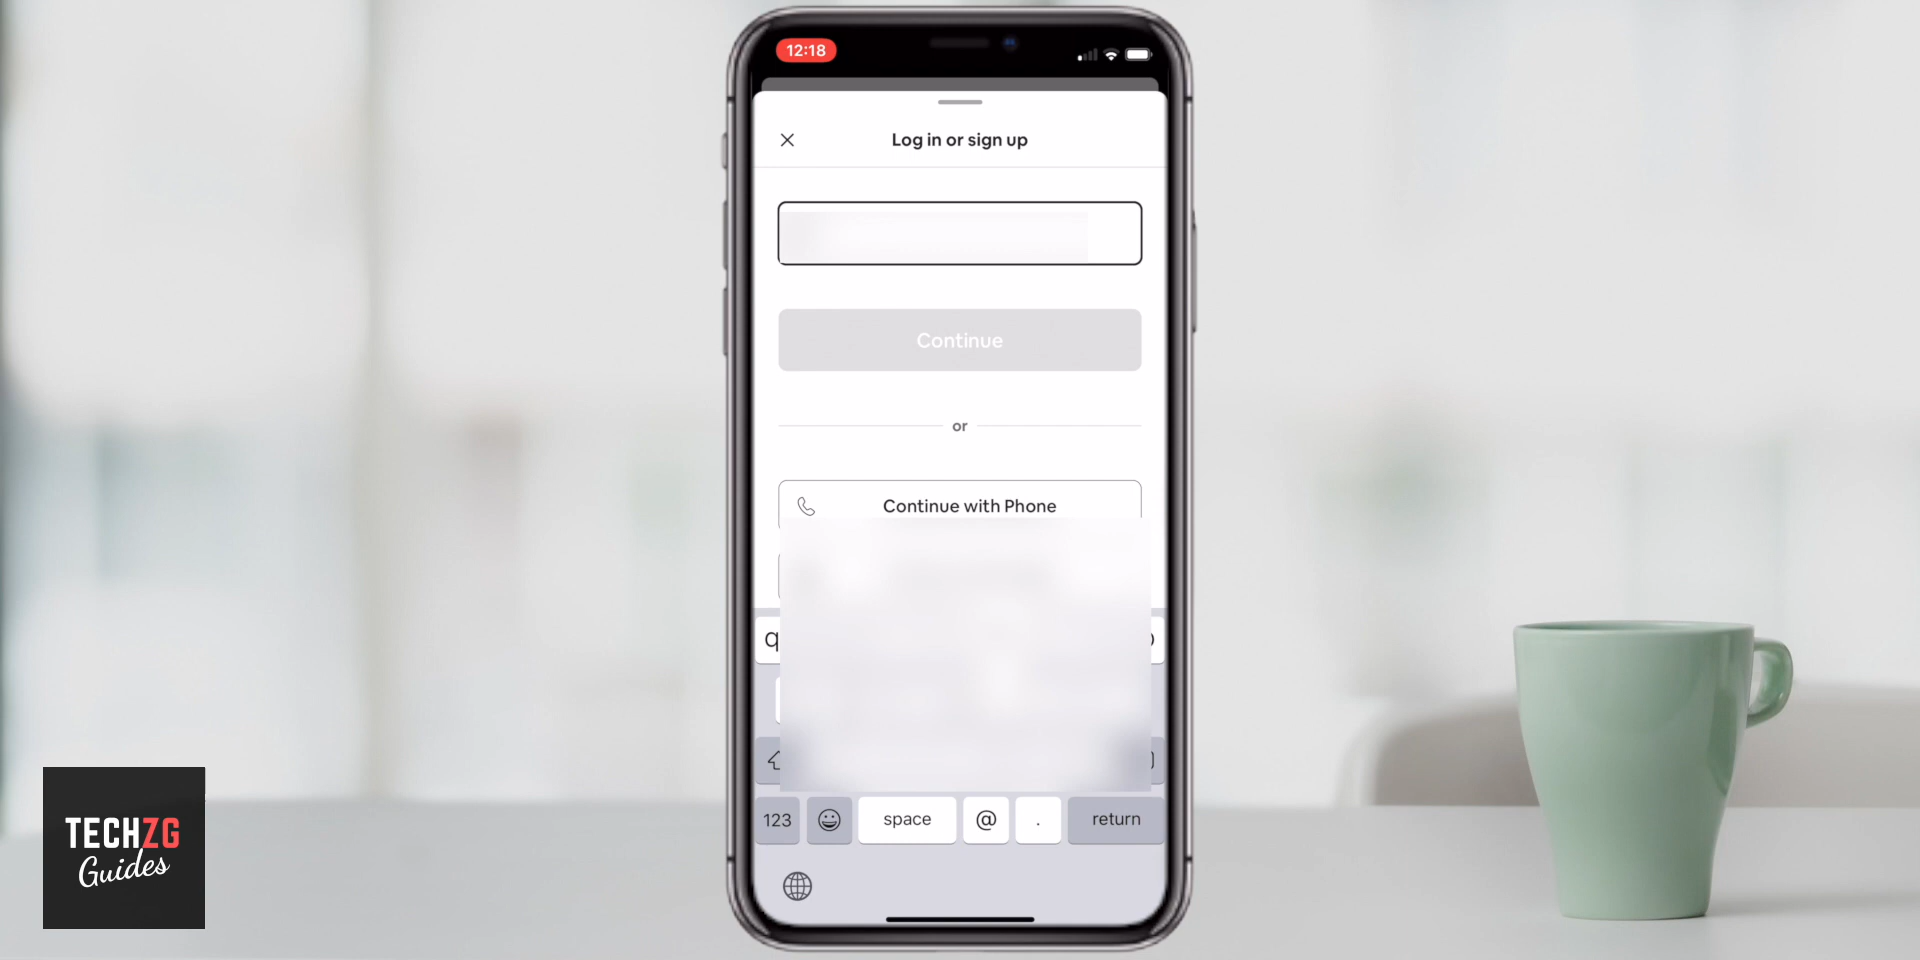 12:18
Log in or sign up
Continue
or
Continue with Phone
q
123
space
@
.
return
TECHZG
Guides